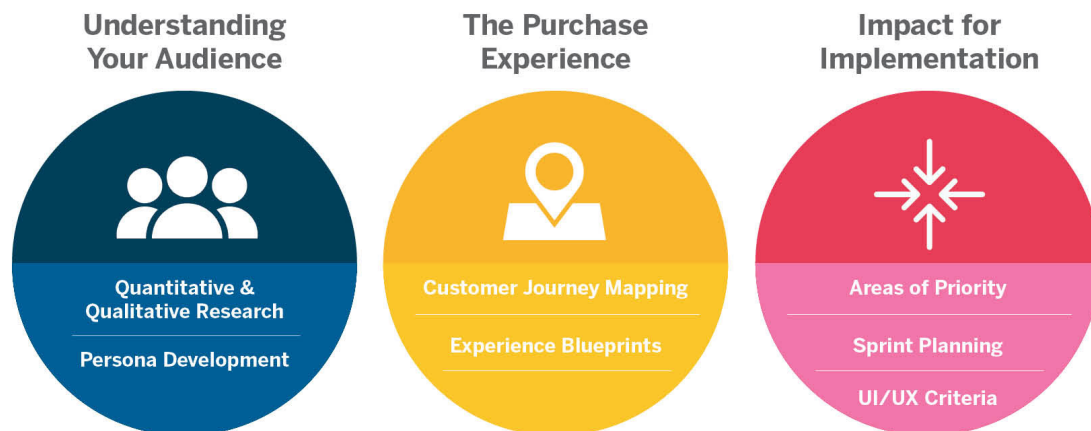 Understanding
Your Audience
Quantitative &
Qualitative Research
Persona Development
The Purchase
Experience
Customer Journey Mapping
Experience Blueprints
Impact for
Implementation
Areas of Priority
Sprint Planning
UI/UX Criteria